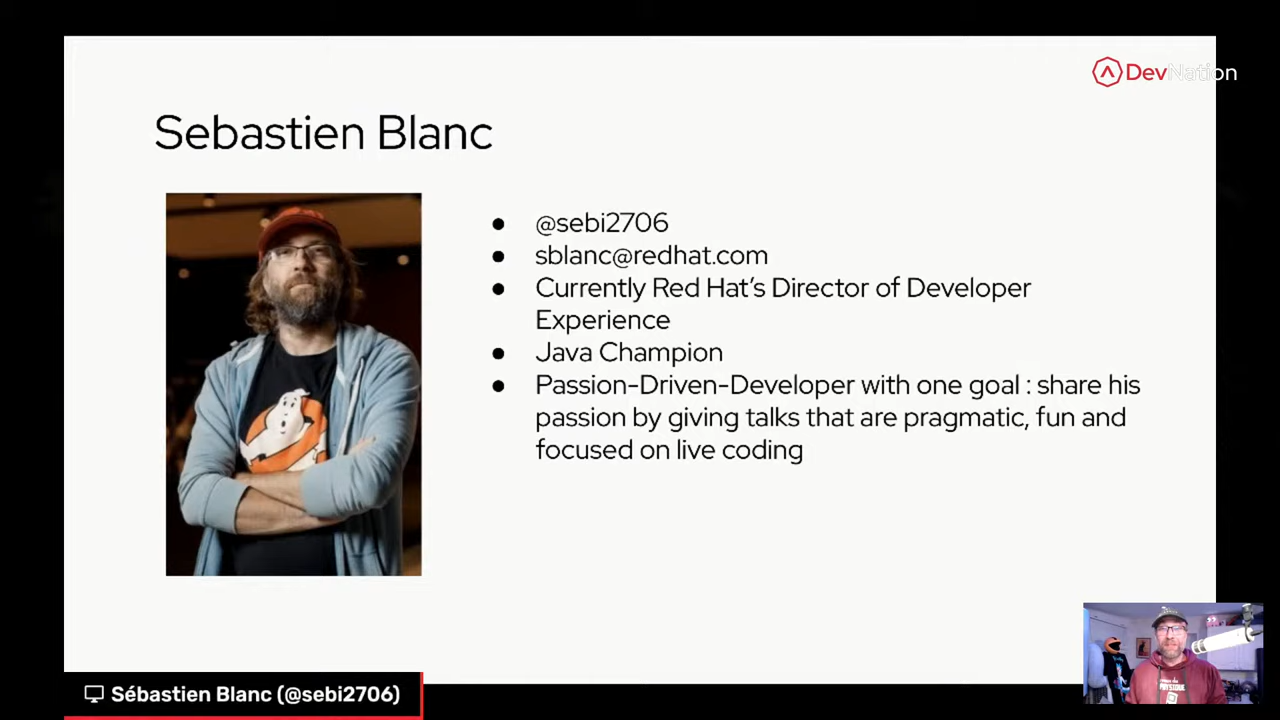 DevNation
Sebastien Blanc
@sebi2706
sblanc@redhat.com
Currently Red Hat's Director of Developer
Experience
Java Champion
Passion-Driven-Developer with one goal : share his
passion by giving talks that are pragmatic, fun and
focused on live coding
Sébastien Blanc (@sebi2706)